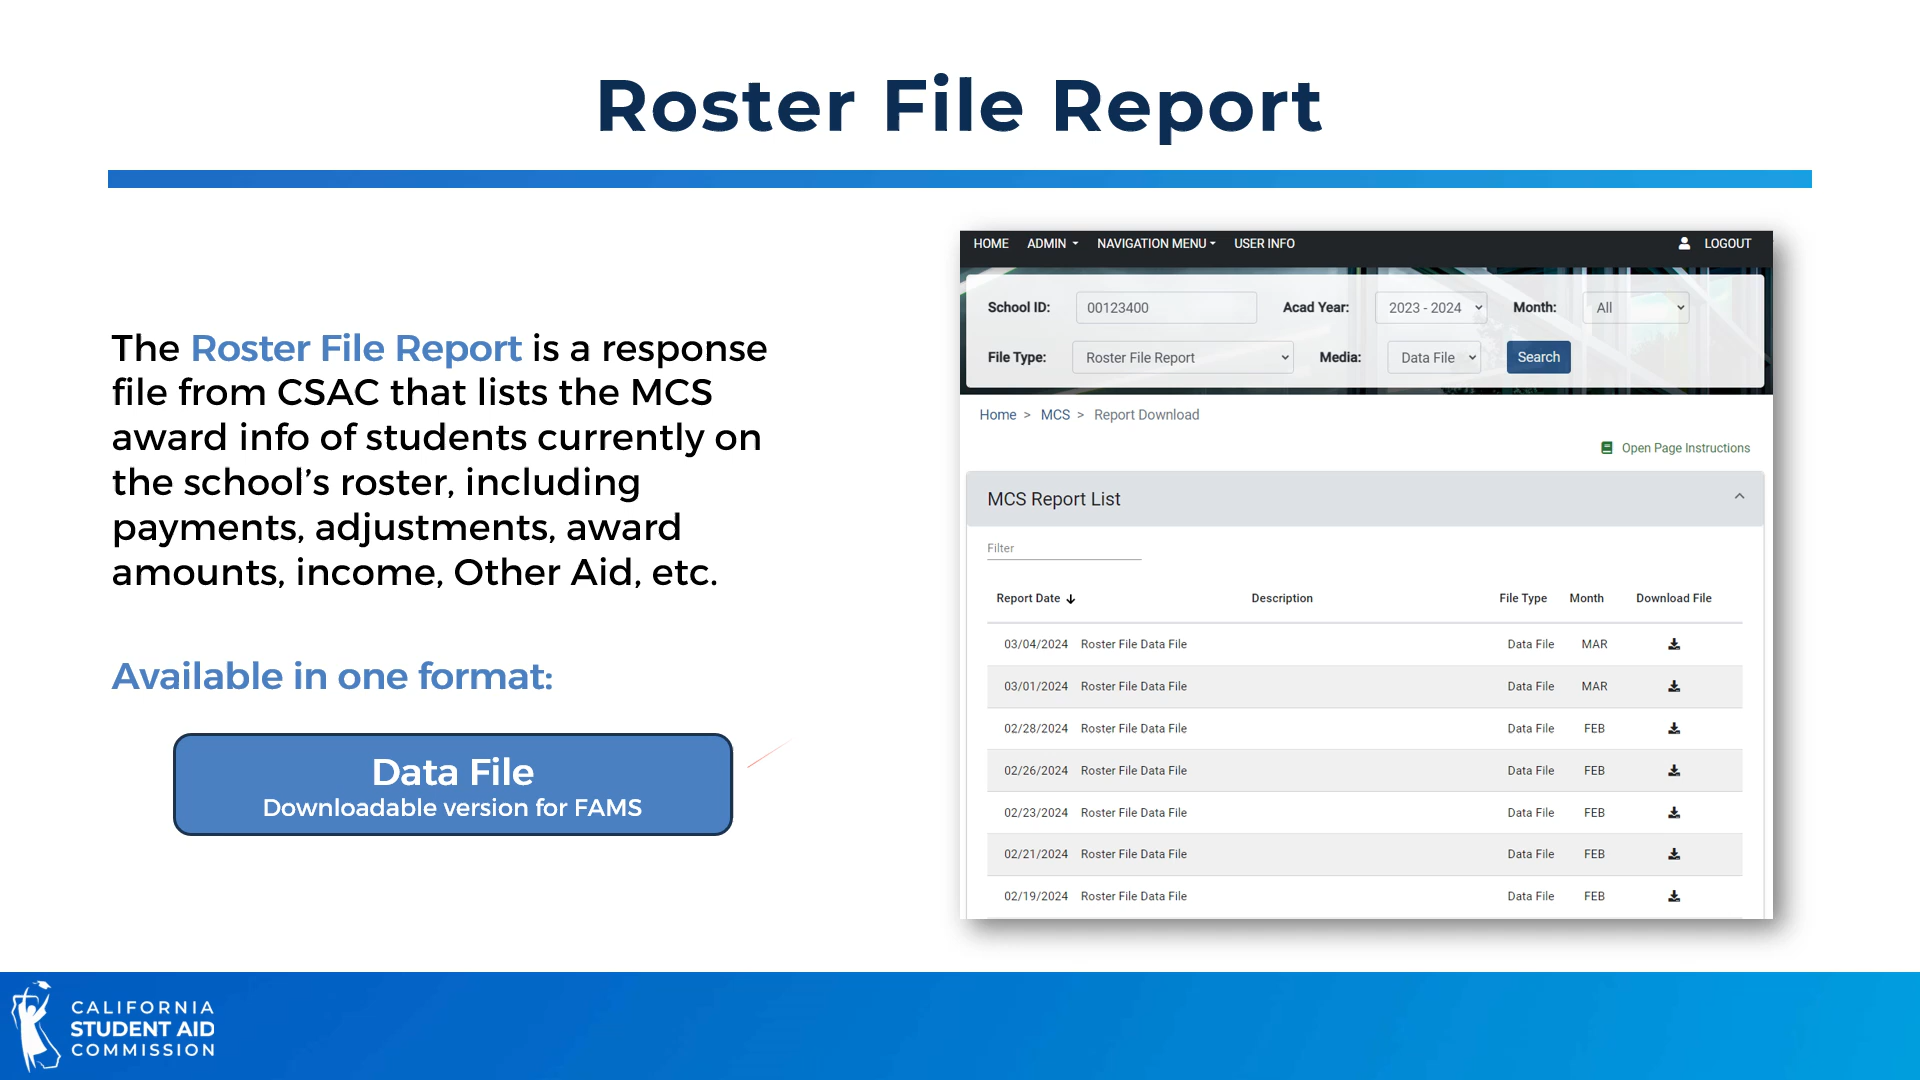 Roster File Report
The Roster File Report is a response
file from CSAC that lists the MCS
award info of students currently on
the school’s roster, including
payments, adjustments, award
amounts, income, Other Aid, etc.
Available in one format:
Data File
Downloadable version for FAMS
HOME ADMIN NAVIGATION MENU USER INFO LOGOUT
School ID: 00123400 Acad Year: 2023 - 2024 Month: All
File Type: Roster File Report Media: Data File Search
Home > MCS > Report Download
Open Page Instructions
MCS Report List
Filter
Report Date Description File Type Month Download File
03/04/2024 Roster File Data File Data File MAR
03/01/2024 Roster File Data File Data File MAR
02/28/2024 Roster File Data File Data File FEB
02/26/2024 Roster File Data File Data File FEB
02/23/2024 Roster File Data File Data File FEB
02/21/2024 Roster File Data File Data File FEB
02/19/2024 Roster File Data File Data File FEB
CALIFORNIA
STUDENT AID
COMMISSION